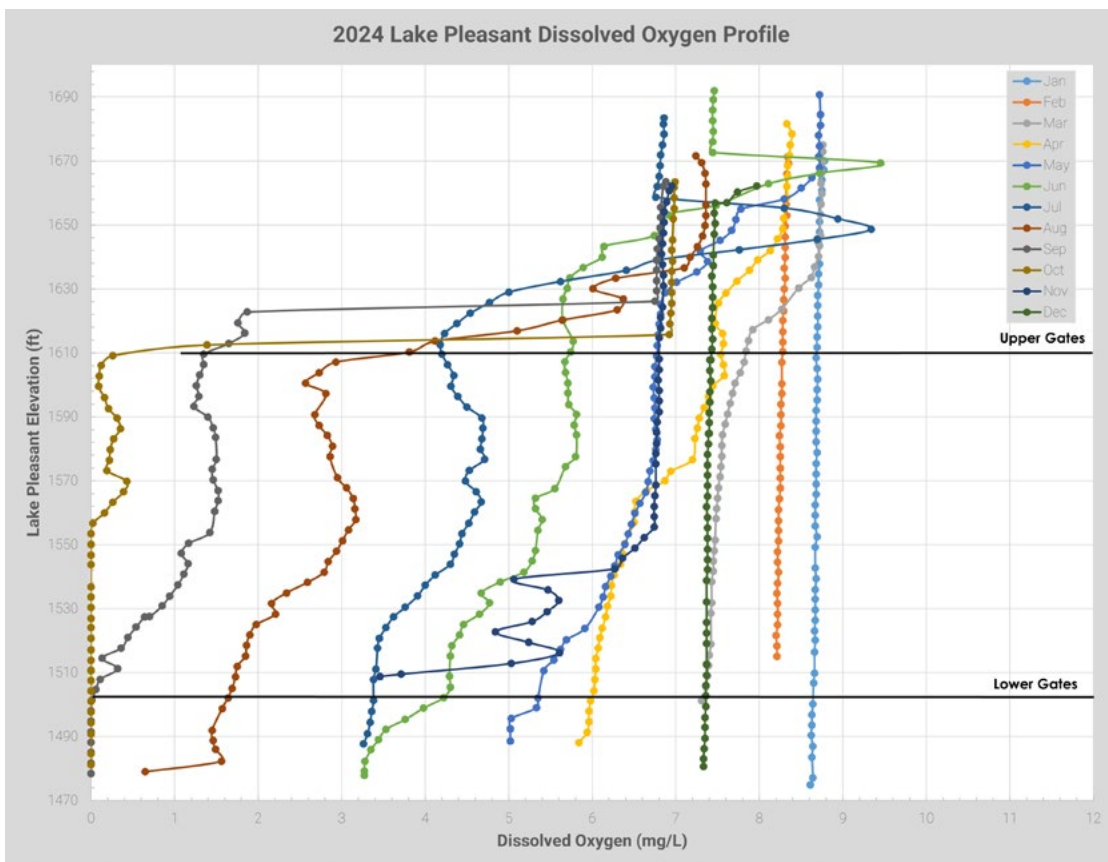 2024 Lake Pleasant Dissolved Oxygen Profile
Lake Pleasant Elevation (ft)
1690
1670
1650
1630
1610
1590
1570
1550
1530
1510
1490
1470
Jan
Feb
Mar
Apr
May
Jun
Jul
Aug
Sep
Oct
Nov
Dec
Upper Gates
Lower Gates
0 1 2 3 4 5 6 7 8 9 10 11 12
Dissolved Oxygen (mg/L)